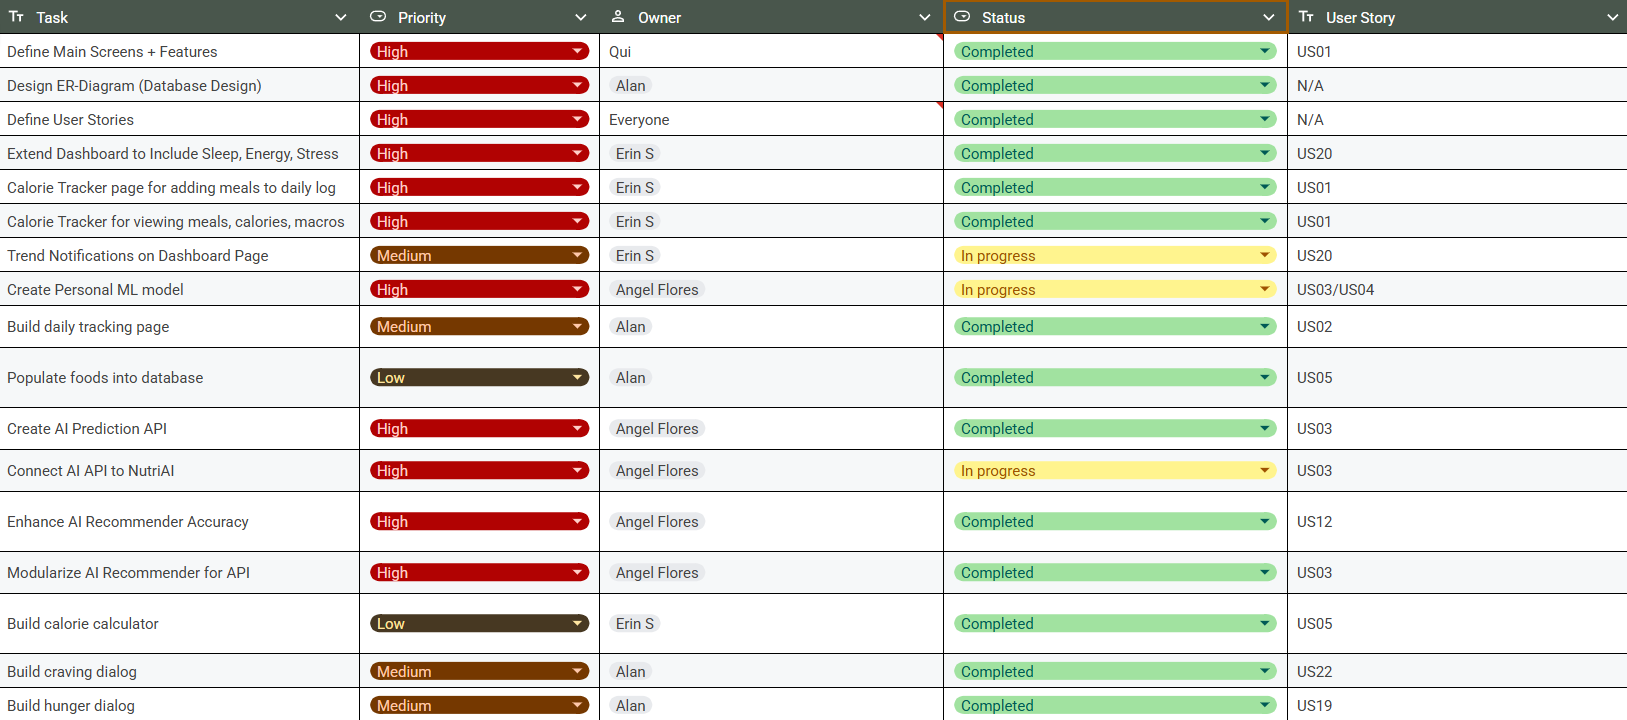 Task Priority Owner Status User Story
Define Main Screens + Features High Qui Completed US01
Design ER-Diagram (Database Design) High Alan Completed N/A
Define User Stories High Everyone Completed N/A
Extend Dashboard to Include Sleep, Energy, Stress High Erin S Completed US20
Calorie Tracker page for adding meals to daily log High Erin S Completed US01
Calorie Tracker for viewing meals, calories, macros High Erin S Completed US01
Trend Notifications on Dashboard Page Medium Erin S In progress US20
Create Personal ML model High Angel Flores In progress US03/US04
Build daily tracking page Medium Alan Completed US02
Populate foods into database Low Alan Completed US05
Create AI Prediction API High Angel Flores Completed US03
Connect AI API to NutriAI High Angel Flores In progress US03
Enhance AI Recommender Accuracy High Angel Flores Completed US12
Modularize AI Recommender for API High Angel Flores Completed US03
Build calorie calculator Low Erin S Completed US05
Build craving dialog Medium Alan Completed US22
Build hunger dialog Medium Alan Completed US19